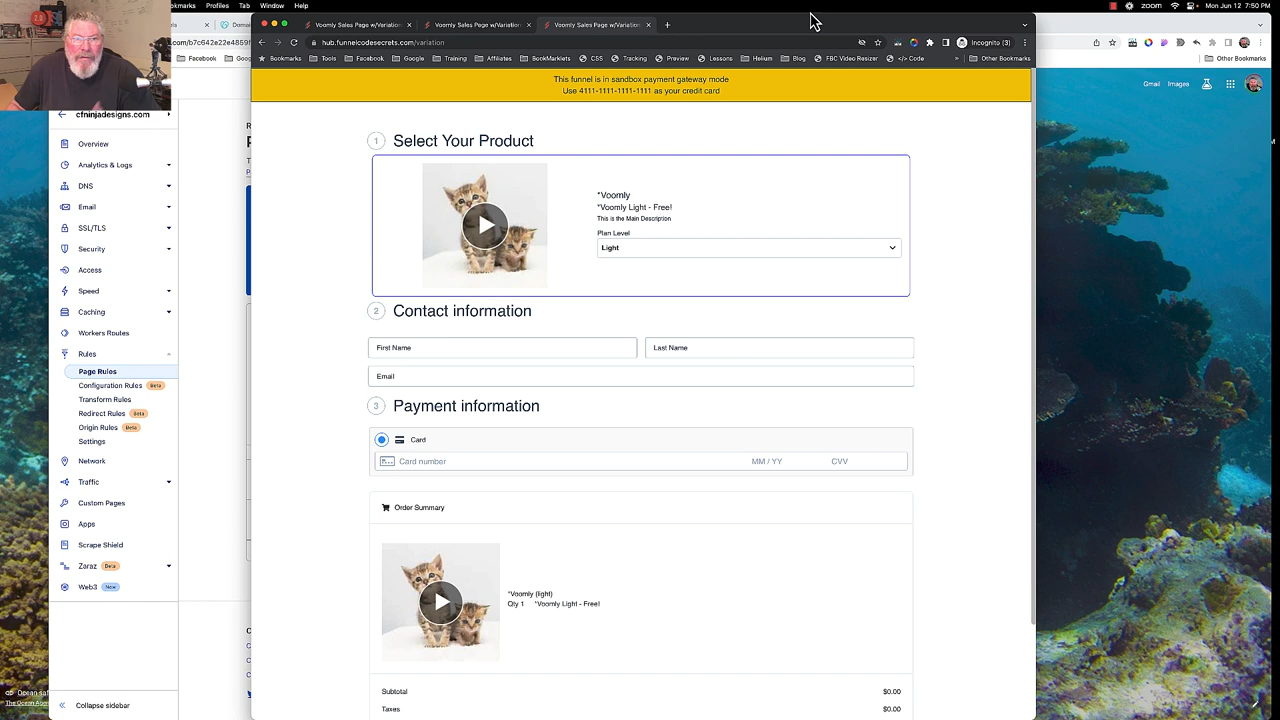 okmarks Profiles Tab Window Help
zoom Mon Jun 12 7:50 PM
Voomly Sales Page w/Variation
Voomly Sales Page w/Variation
Voomly Sales Page w/Variation
hub.funnelcodesecrets.com/variation
Incognito (3)
Bookmarks Tools Facebook Google Training Affiliates BookMarklets CSS Tracking Preview Lessons Helium Blog FBC Video Resizer </> Code Other Bookmarks
Facebook
Other Bookmarks
Gmail Images
This funnel is in sandbox payment gateway mode
Use 4111-1111-1111-1111 as your credit card
cfninjadesigns.com
Overview
Analytics & Logs
DNS
Email
SSL/TLS
Security
Access
Speed
Caching
Workers Routes
Rules
Page Rules
Configuration Rules Beta
Transform Rules
Redirect Rules Beta
Origin Rules Beta
Settings
Network
Traffic
Custom Pages
Apps
Scrape Shield
Zaraz Beta
Web3 New
Collapse sidebar
1 Select Your Product
*Voomly
*Voomly Light - Free!
This is the Main Description
Plan Level
Light
2 Contact information
First Name Last Name
Email
3 Payment information
Card
Card number MM / YY CVV
Order Summary
*Voomly (light)
Qty 1 *Voomly Light - Free!
Subtotal $0.00
Taxes $0.00